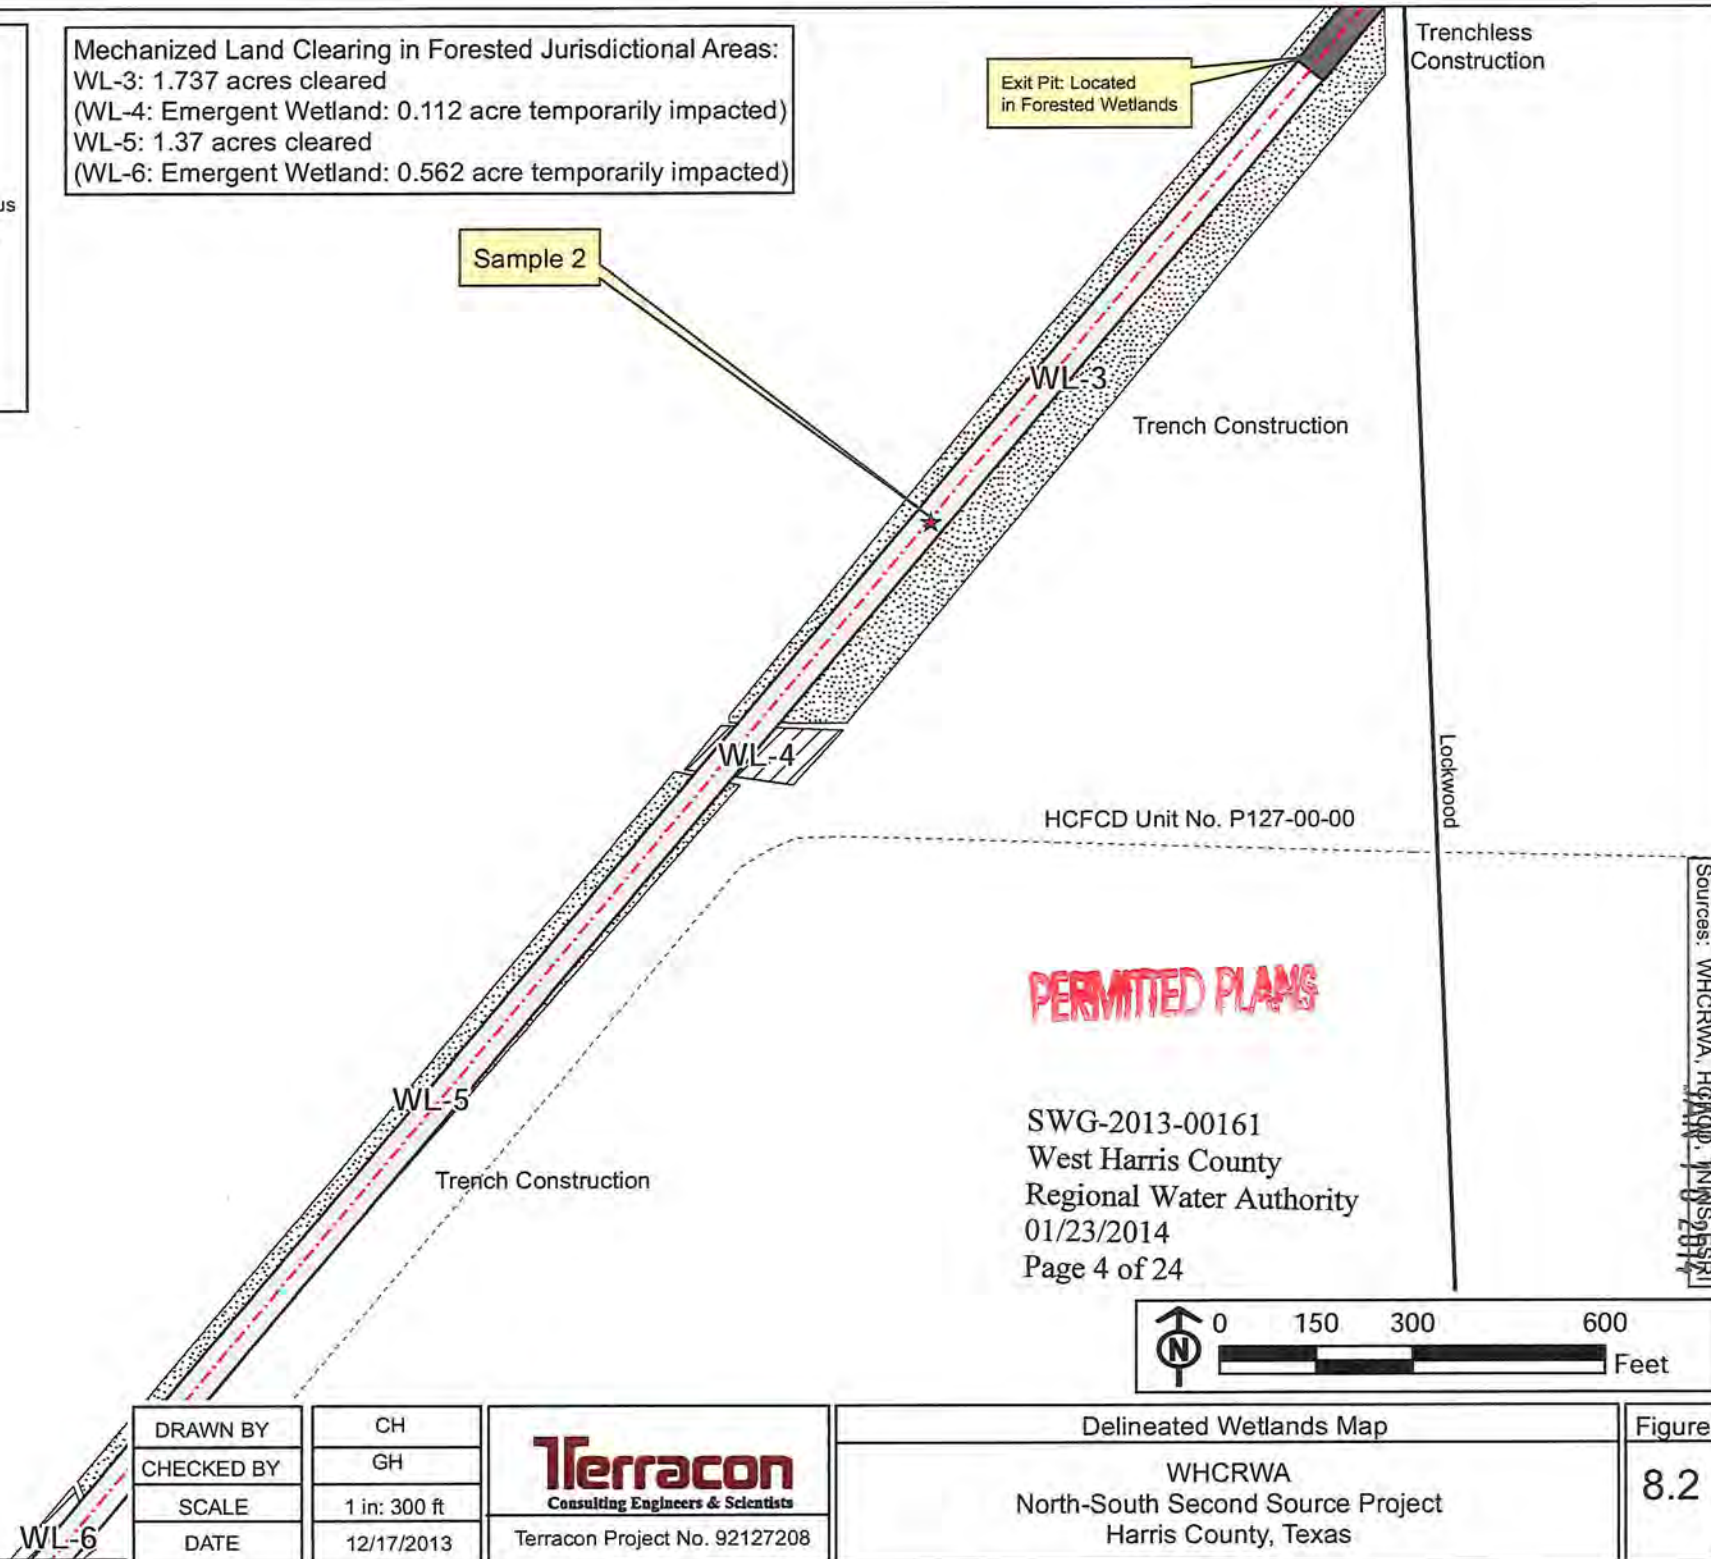 Mechanized Land Clearing in Forested Jurisdictional Areas:
WL-3: 1.737 acres cleared
(WL-4: Emergent Wetland: 0.112 acre temporarily impacted)
WL-5: 1.37 acres cleared
(WL-6: Emergent Wetland: 0.562 acre temporarily impacted)
us
Exit Pit: Located
in Forested Wetlands
Trenchless
Construction
Sample 2
WL-3
Trench Construction
WL-4
Lockwood
HCFCD Unit No. P127-00-00
Sources: WHCRWA,
PERMITTED PLANS
WL-5
Trench Construction
SWG-2013-00161
West Harris County
Regional Water Authority
01/23/2014
Page 4 of 24
N
0 150 300 600
Feet
WL-6
DRAWN BY CH
CHECKED BY GH
SCALE 1 in: 300 ft
DATE 12/17/2013
Terracon
Consulting Engineers & Scientists
Terracon Project No. 92127208
Delineated Wetlands Map
WHCRWA
North-South Second Source Project
Harris County, Texas
Figure
8.2